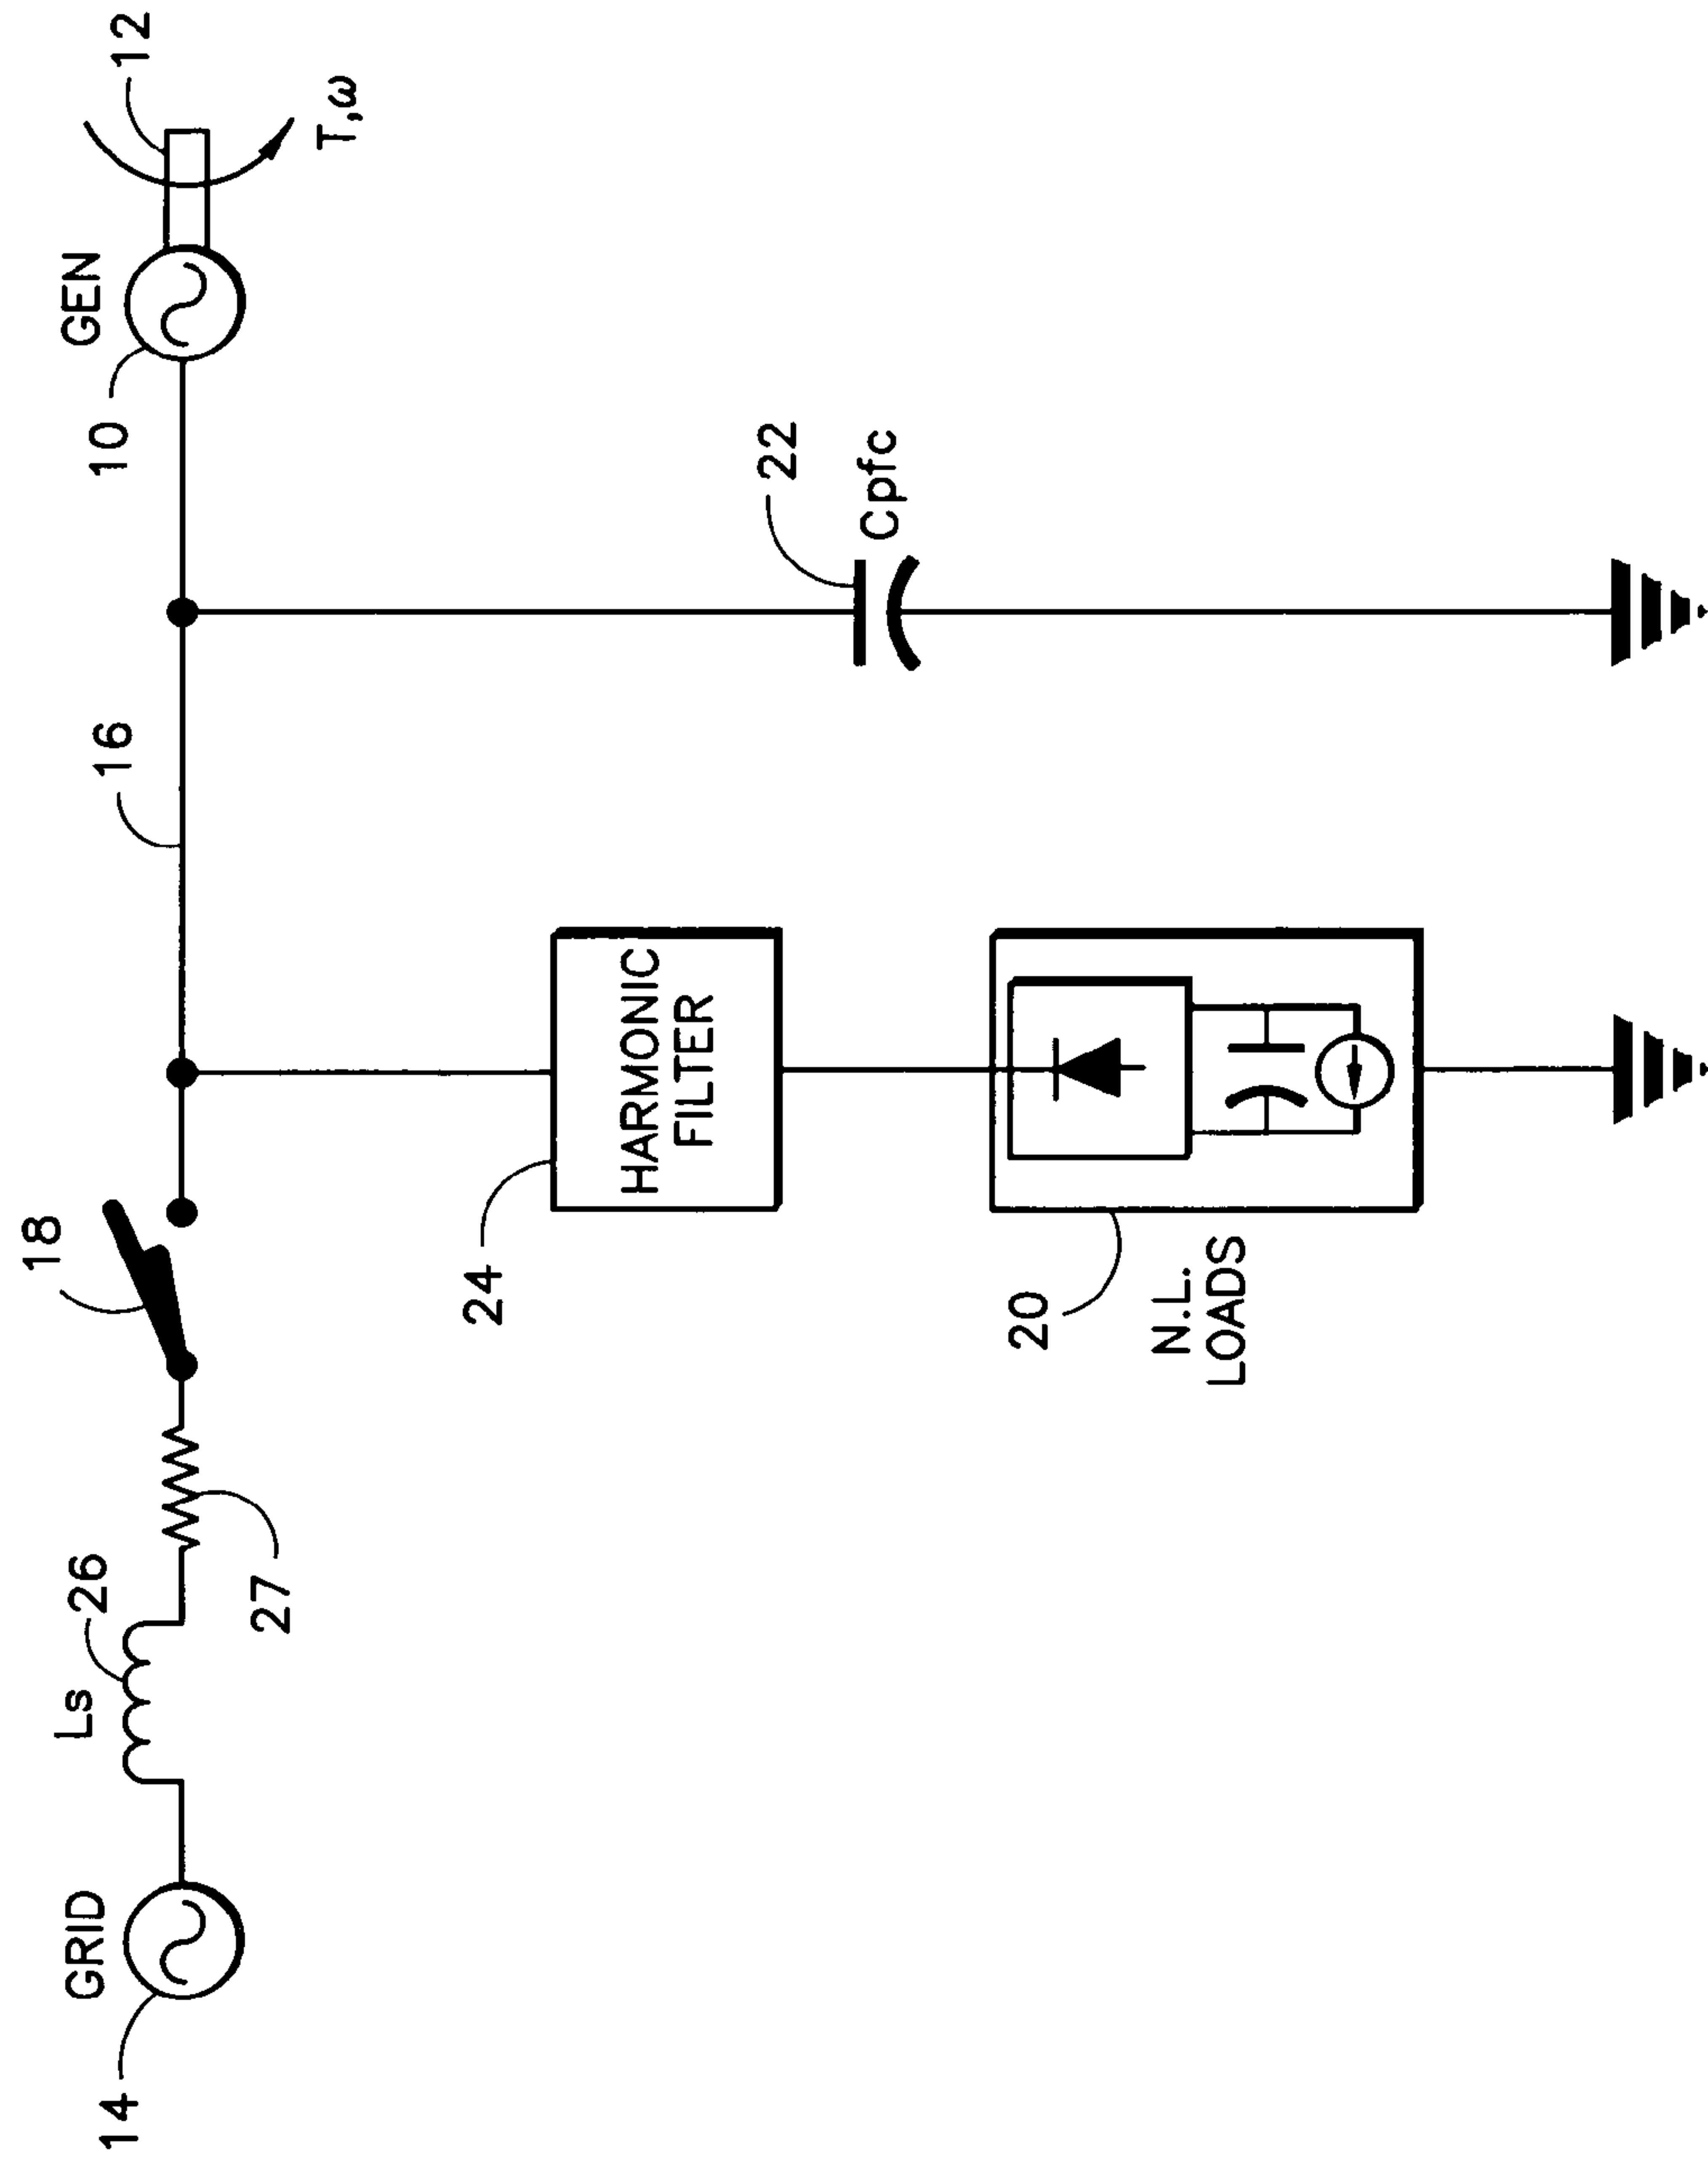 GRID
14
Ls
26
27
18
16
GEN
10
12
T,ω
24
HARMONIC
FILTER
20
N.L.
LOADS
22
Cpfc